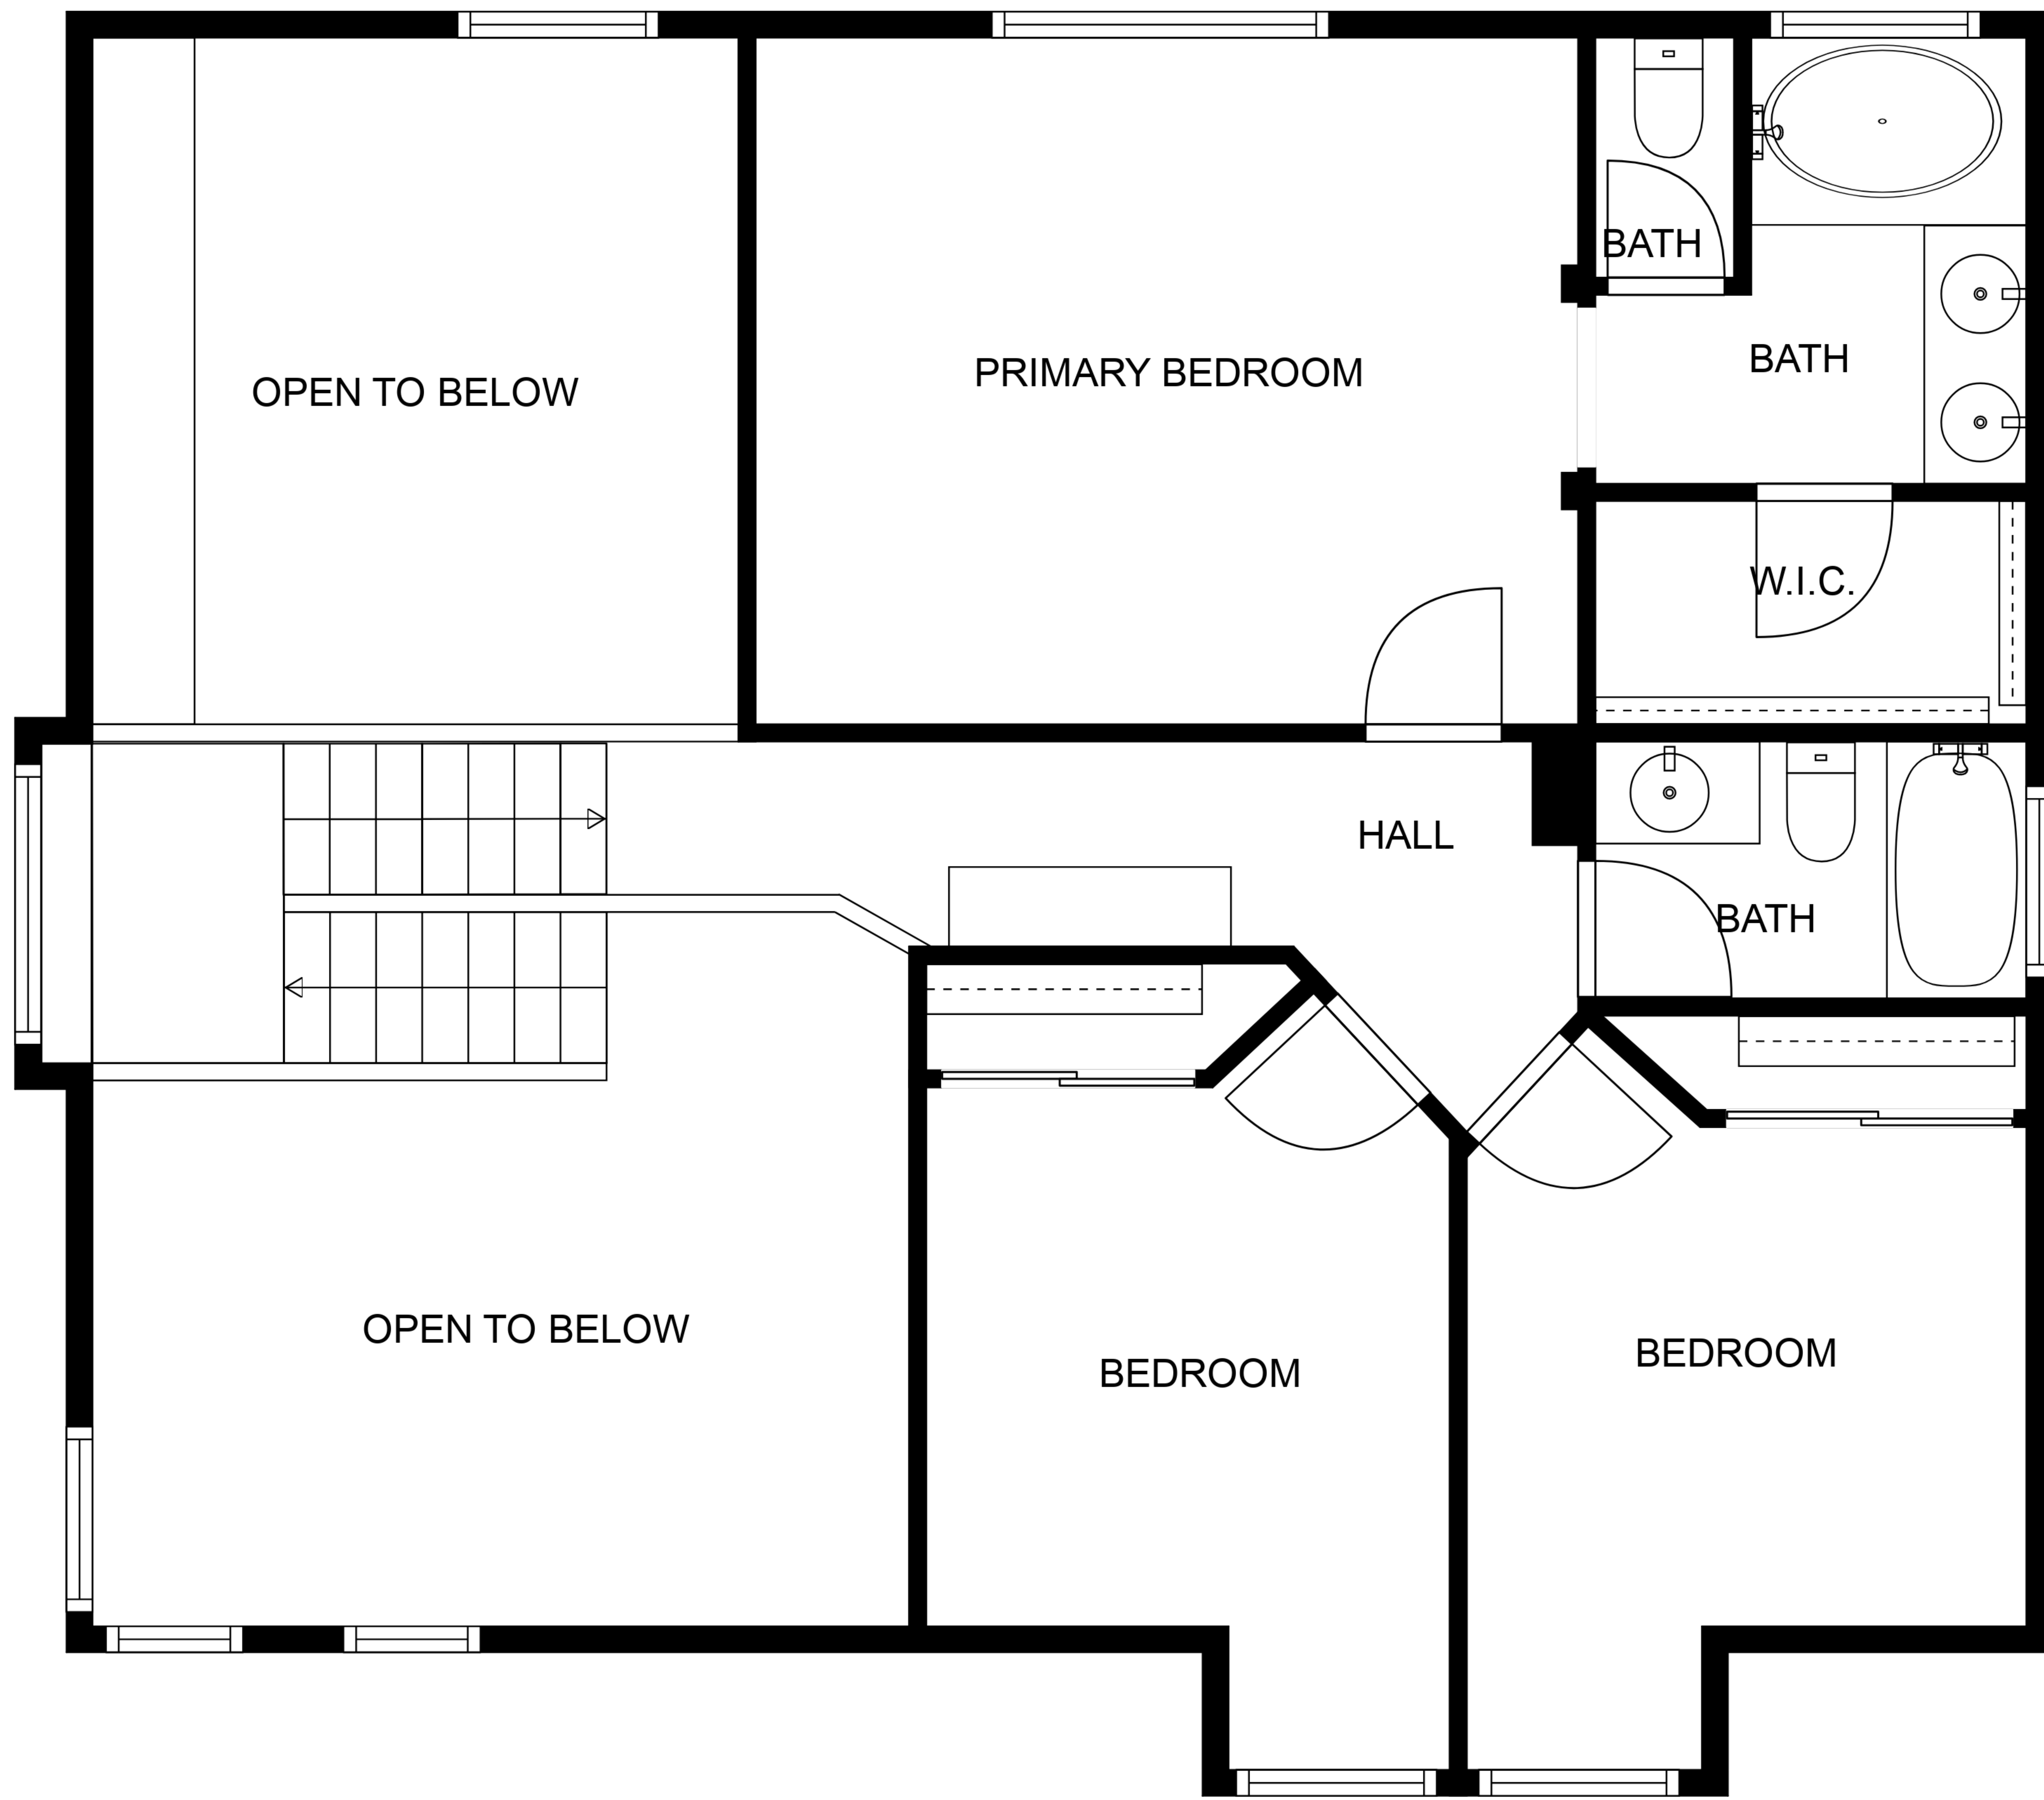 BATH
BATH
PRIMARY BEDROOM
OPEN TO BELOW
W.I.C.
HALL
BATH
OPEN TO BELOW
BEDROOM
BEDROOM